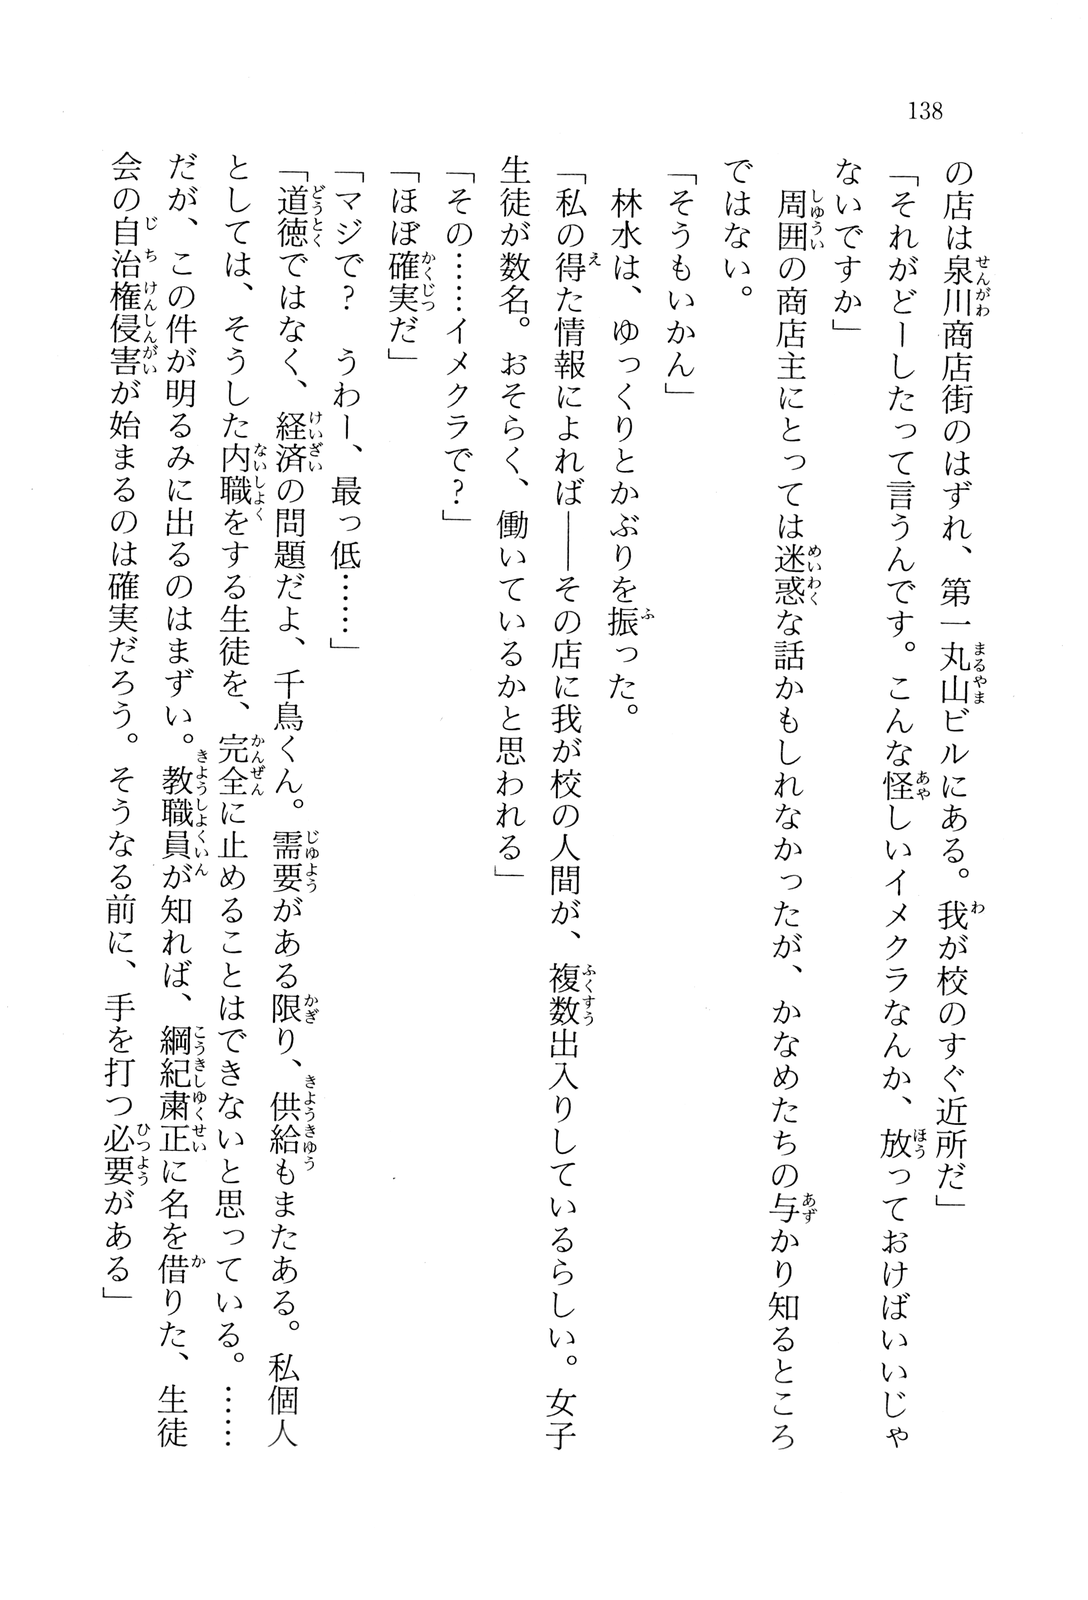 138
の店は泉川商店街のはずれ、第一丸山ビルにある。我が校のすぐ近所だ」
「それがどーしたって言うんです。こんな怪しいイメクラなんか、放っておけばいいじゃ
ないですか」
周囲の商店主にとっては迷惑な話かもしれなかったが、かなめたちの与かり知るところ
ではない。
「そうもいかん」
林水は、ゆっくりとかぶりを振った。
「私の得た情報によれば――その店に我が校の人間が、複数出入りしているらしい。女子
生徒が数名。おそらく、働いているかと思われる」
「その……イメクラで？」
「ほぼ確実だ」
「マジで？　うわー、最っ低……」
「道徳ではなく、経済の問題だよ、千鳥くん。需要がある限り、供給もまたある。私個人
としては、そうした内職をする生徒を、完全に止めることはできないと思っている。……
だが、この件が明るみに出るのはまずい。教職員が知れば、綱紀粛正に名を借りた、生徒
会の自治権侵害が始まるのは確実だろう。そうなる前に、手を打つ必要がある」